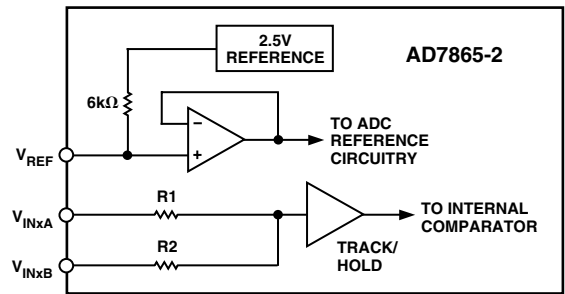 2.5V
REFERENCE
AD7865-2
6kΩ
−
+
TO ADC
REFERENCE
CIRCUITRY
VREF
R1
VINxA
TO INTERNAL
COMPARATOR
R2
TRACK/
HOLD
VINxB